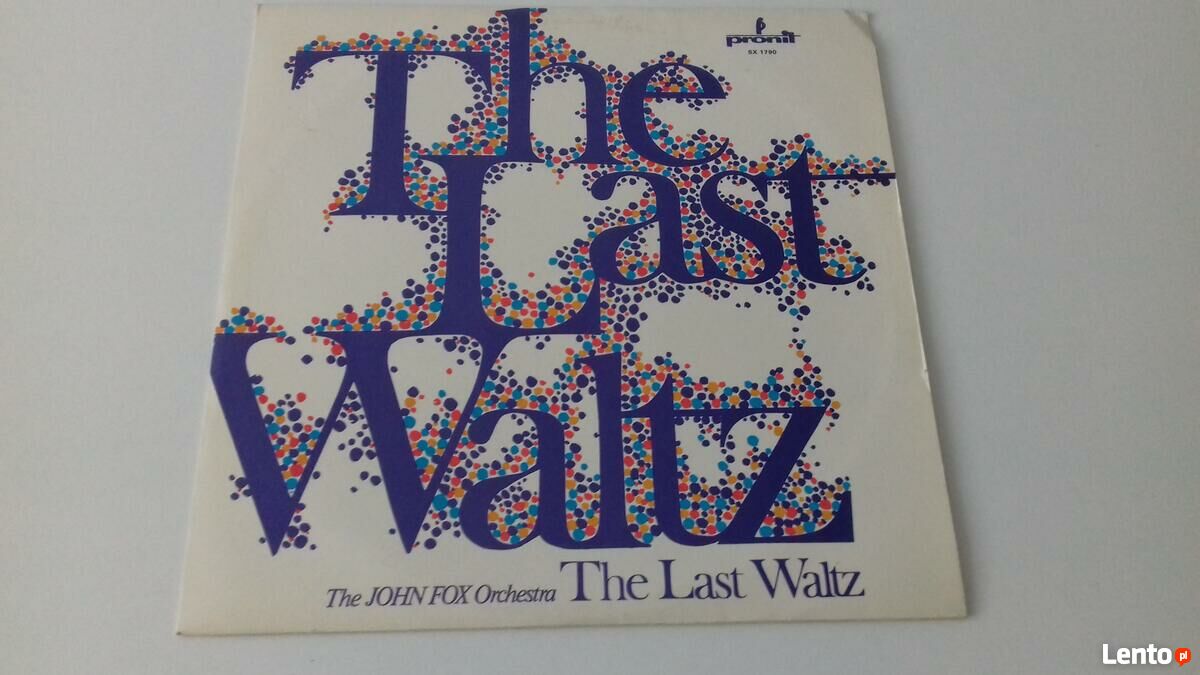 pronit
SX 1790
The
Last
Waltz
The JOHN FOX Orchestra The Last Waltz
Lento.pl